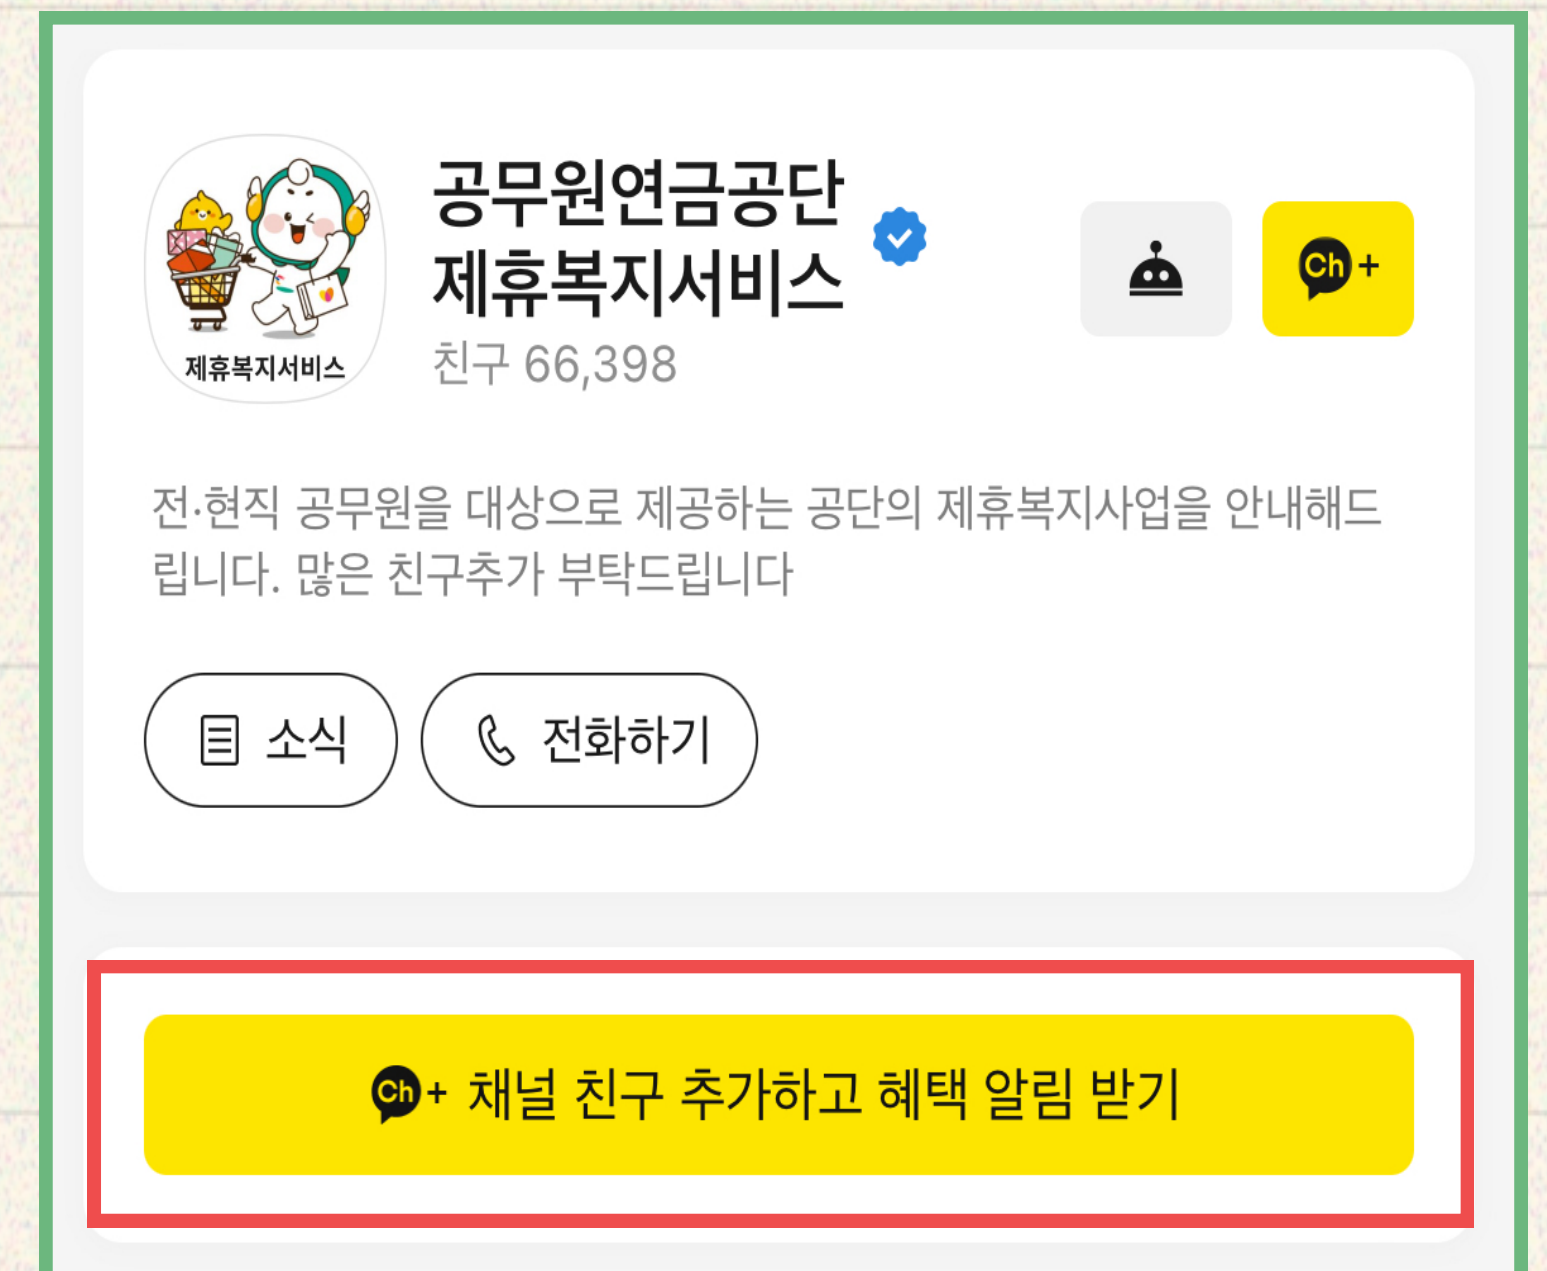 공무원연금공단
제휴복지서비스
친구 66,398
제휴복지서비스
Ch+
전·현직 공무원을 대상으로 제공하는 공단의 제휴복지사업을 안내해드
립니다. 많은 친구추가 부탁드립니다
소식
전화하기
Ch+ 채널 친구 추가하고 혜택 알림 받기